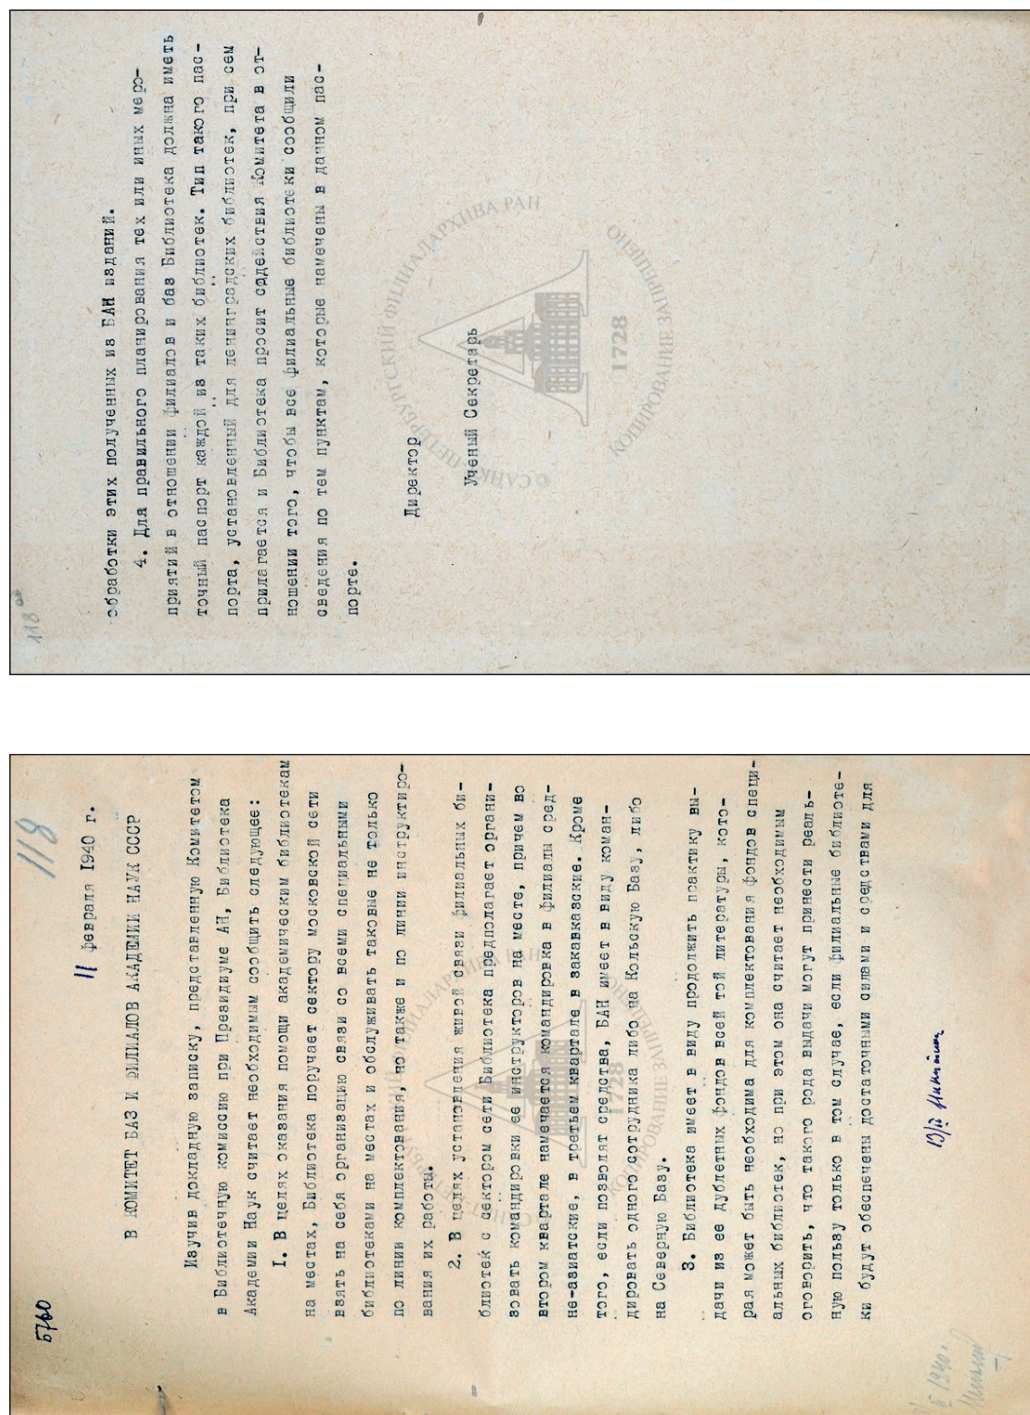 5760
118
11 февраля 1940 г.
В КОМИТЕТ БАЗ И ФИЛИАЛОВ АКАДЕМИИ НАУК СССР
Изучив докладную записку, представленную Комитетом
в Библиотечную комиссию при Президиуме АН, Библиотека
Академии Наук считает необходимым сообщить следующее:
1. В целях оказания помощи академическим библиотекам
на местах, Библиотека поручает сектору московской сети
взять на себя организацию связи со всеми специальными
библиотеками на местах и обслуживать таковые не только
по линии комплектования, но также и по линии инструктиро-
вания их работы.
2. В целях установления живой связи филиальных би-
блиотек с сектором сети, Библиотека предполагает органи-
зовать командировки ее инструкторов на месте, причем во
втором квартале намечается командировка в филиалы сред-
не-азиатские, в третьем квартале в закавказские. Кроме
того, если позволят средства, БАН имеет в виду коман-
дировать одного сотрудника либо на Кольскую Базу, либо
на Северную Базу.
3. Библиотека имеет в виду продолжить практику вы-
дачи из ее дублетных фондов всей той литературы, кото-
рая может быть необходима для комплектования фондов специ-
альных библиотек, но при этом она считает необходимым
оговорить, что такого рода выдачи могут принести реаль-
ную пользу только в том случае, если филиальные библиоте-
ки будут обеспечены достаточными силами и средствами для
1940
118 об
обработки этих полученных из БАН изданий.
4. Для правильного планирования тех или иных меро-
приятий в отношении филиалов и баз Библиотека должна иметь
точный паспорт каждой из таких библиотек. Тип такого пас-
порта, установленный для ленинградских библиотек, при сем
прилагается и Библиотека просит содействия Комитета в от-
ношении того, чтобы все филиальные библиотеки сообщили
сведения по тем пунктам, которые намечены в данном пас-
порте.
Директор
Ученый Секретарь
© САНКТ-ПЕТЕРБУРГСКИЙ ФИЛИАЛ АРХИВА РАН
1728
КОПИРОВАНИЕ ЗАПРЕЩЕНО